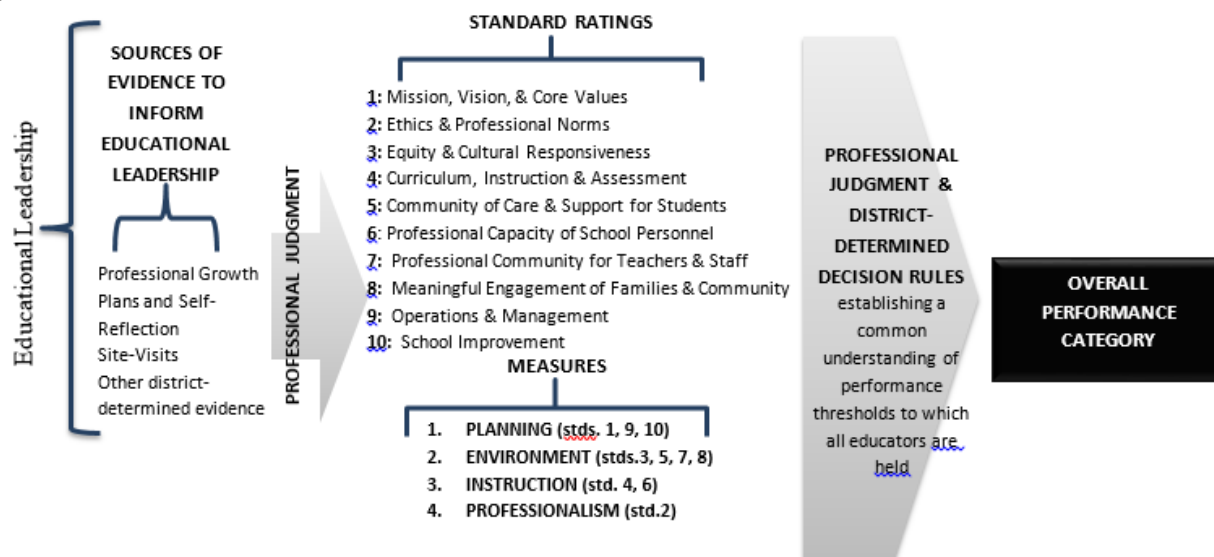 Educational Leadership
SOURCES OF
EVIDENCE TO
INFORM
EDUCATIONAL
LEADERSHIP
Professional Growth
Plans and Self-
Reflection
Site-Visits
Other district-
determined evidence
PROFESSIONAL JUDGMENT
STANDARD RATINGS
1: Mission, Vision, & Core Values
2: Ethics & Professional Norms
3: Equity & Cultural Responsiveness
4: Curriculum, Instruction & Assessment
5: Community of Care & Support for Students
6: Professional Capacity of School Personnel
7: Professional Community for Teachers & Staff
8: Meaningful Engagement of Families & Community
9: Operations & Management
10: School Improvement
MEASURES
1. PLANNING (stds. 1, 9, 10)
2. ENVIRONMENT (stds.3, 5, 7, 8)
3. INSTRUCTION (std. 4, 6)
4. PROFESSIONALISM (std.2)
PROFESSIONAL
JUDGMENT &
DISTRICT-
DETERMINED
DECISION RULES
establishing a
common
understanding of
performance
thresholds to which
all educators are
held
OVERALL
PERFORMANCE
CATEGORY